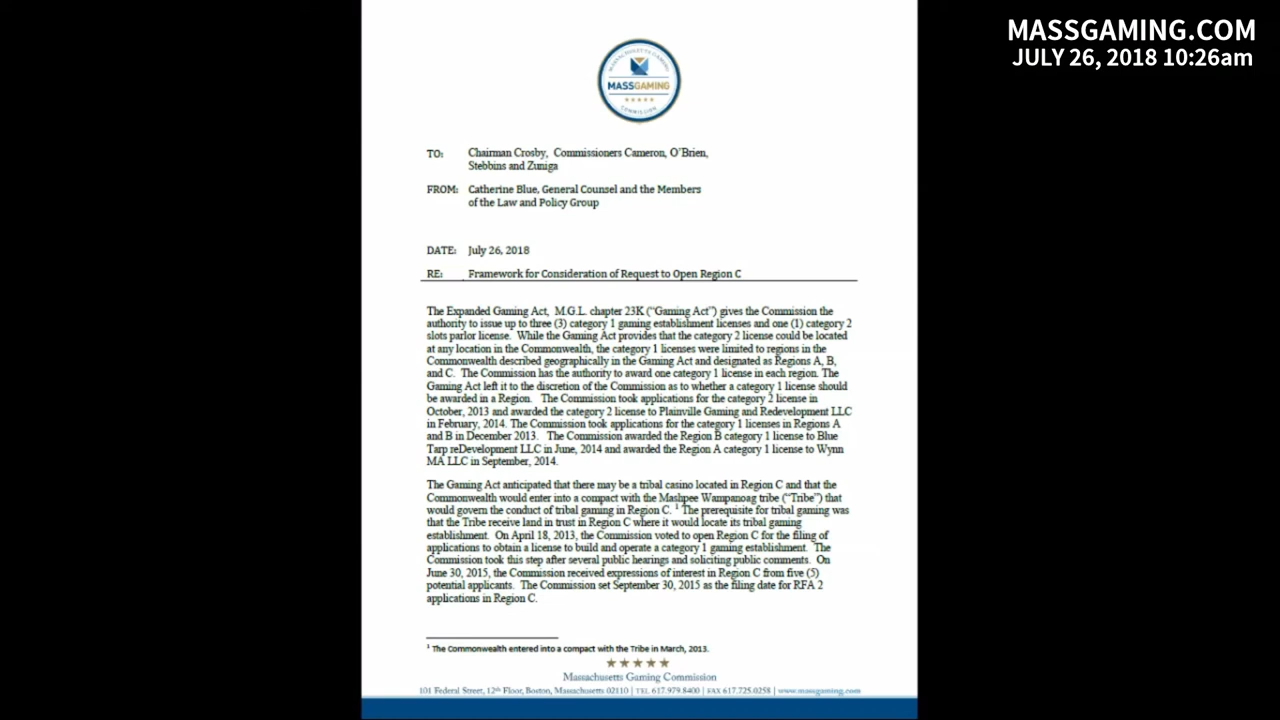 MASSGAMING.COM
JULY 26, 2018 10:26am
MASSACHUSETTS GAMING
MASSGAMING
COMMISSION
TO: Chairman Crosby, Commissioners Cameron, O'Brien,
Stebbins and Zuniga
FROM: Catherine Blue, General Counsel and the Members
of the Law and Policy Group
DATE: July 26, 2018
RE: Framework for Consideration of Request to Open Region C
The Expanded Gaming Act, M.G.L. chapter 23K ("Gaming Act") gives the Commission the
authority to issue up to three (3) category 1 gaming establishment licenses and one (1) category 2
slots parlor license. While the Gaming Act provides that the category 2 license could be located
at any location in the Commonwealth, the category 1 licenses were limited to regions in the
Commonwealth described geographically in the Gaming Act and designated as Regions A, B,
and C. The Commission has the authority to award one category 1 license in each region. The
Gaming Act left it to the discretion of the Commission as to whether a category 1 license should
be awarded in a Region. The Commission took applications for the category 2 license in
October, 2013 and awarded the category 2 license to Plainville Gaming and Redevelopment LLC
in February, 2014. The Commission took applications for the category 1 licenses in Regions A
and B in December 2013. The Commission awarded the Region B category 1 license to Blue
Tarp reDevelopment LLC in June, 2014 and awarded the Region A category 1 license to Wynn
MA LLC in September, 2014.
The Gaming Act anticipated that there may be a tribal casino located in Region C and that the
Commonwealth would enter into a compact with the Mashpee Wampanoag tribe ("Tribe") that
would govern the conduct of tribal gaming in Region C. 1 The prerequisite for tribal gaming was
that the Tribe receive land in trust in Region C where it would locate its tribal gaming
establishment. On April 18, 2013, the Commission voted to open Region C for the filing of
applications to obtain a license to build and operate a category 1 gaming establishment. The
Commission took this step after several public hearings and soliciting public comments. On
June 30, 2015, the Commission received expressions of interest in Region C from five (5)
potential applicants. The Commission set September 30, 2015 as the filing date for RFA 2
applications in Region C.
1 The Commonwealth entered into a compact with the Tribe in March, 2013.
Massachusetts Gaming Commission
101 Federal Street, 12th Floor, Boston, Massachusetts 02110 | TEL 617.979.8400 | FAX 617.725.0258 | www.massgaming.com